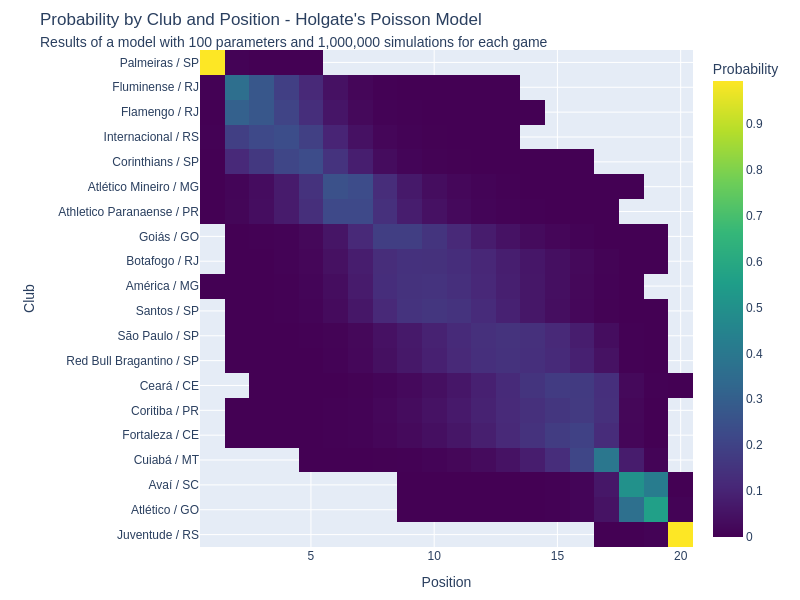 Probability by Club and Position - Holgate's Poisson Model
Results of a model with 100 parameters and 1,000,000 simulations for each game
Probability
Palmeiras / SP
Fluminense / RJ
Flamengo / RJ
Internacional / RS
Corinthians / SP
Atlético Mineiro / MG
Athletico Paranaense / PR
Goiás / GO
Botafogo / RJ
América / MG
Santos / SP
São Paulo / SP
Red Bull Bragantino / SP
Ceará / CE
Coritiba / PR
Fortaleza / CE
Cuiabá / MT
Avaí / SC
Atlético / GO
Juventude / RS
Club
5
10
15
20
Position
0.9
0.8
0.7
0.6
0.5
0.4
0.3
0.2
0.1
0